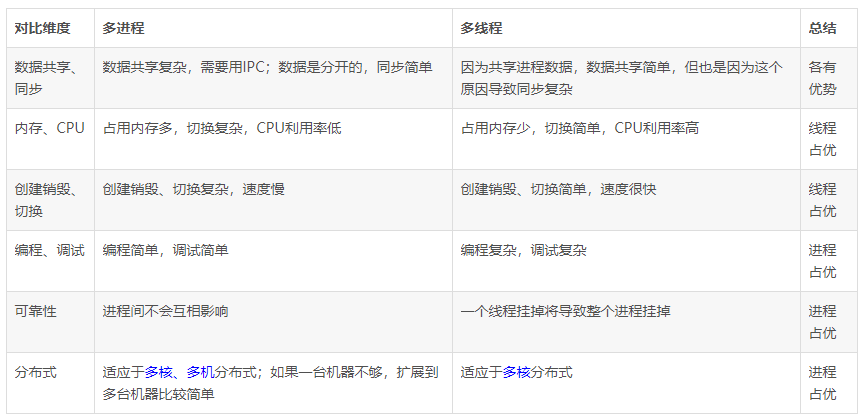 对比维度 多进程 多线程 总结
数据共享、 数据共享复杂，需要用IPC；数据是分开的，同步简单 因为共享进程数据，数据共享简单，但也是因为这个 各有
同步 原因导致同步复杂 优势
内存、CPU 占用内存多，切换复杂，CPU利用率低 占用内存少，切换简单，CPU利用率高 线程
占优
创建销毁、 创建销毁、切换复杂，速度慢 创建销毁、切换简单，速度很快 线程
切换 占优
编程、调试 编程简单，调试简单 编程复杂，调试复杂 进程
占优
可靠性 进程间不会互相影响 一个线程挂掉将导致整个进程挂掉 进程
占优
分布式 适应于多核、多机分布式；如果一台机器不够，扩展到 适应于多核分布式 进程
多台机器比较简单 占优